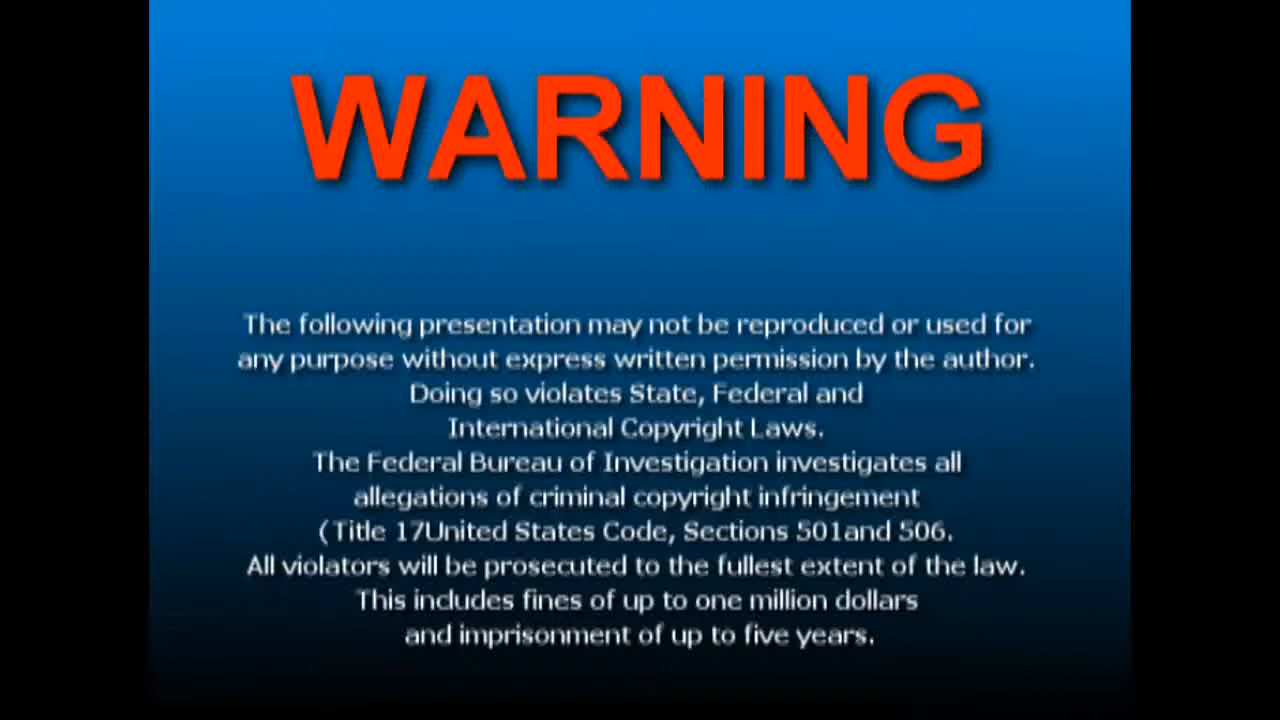 WARNING
The following presentation may not be reproduced or used for
any purpose without express written permission by the author.
Doing so violates State, Federal and
International Copyright Laws.
The Federal Bureau of Investigation investigates all
allegations of criminal copyright infringement
(Title 17United States Code, Sections 501and 506.
All violators will be prosecuted to the fullest extent of the law.
This includes fines of up to one million dollars
and imprisonment of up to five years.